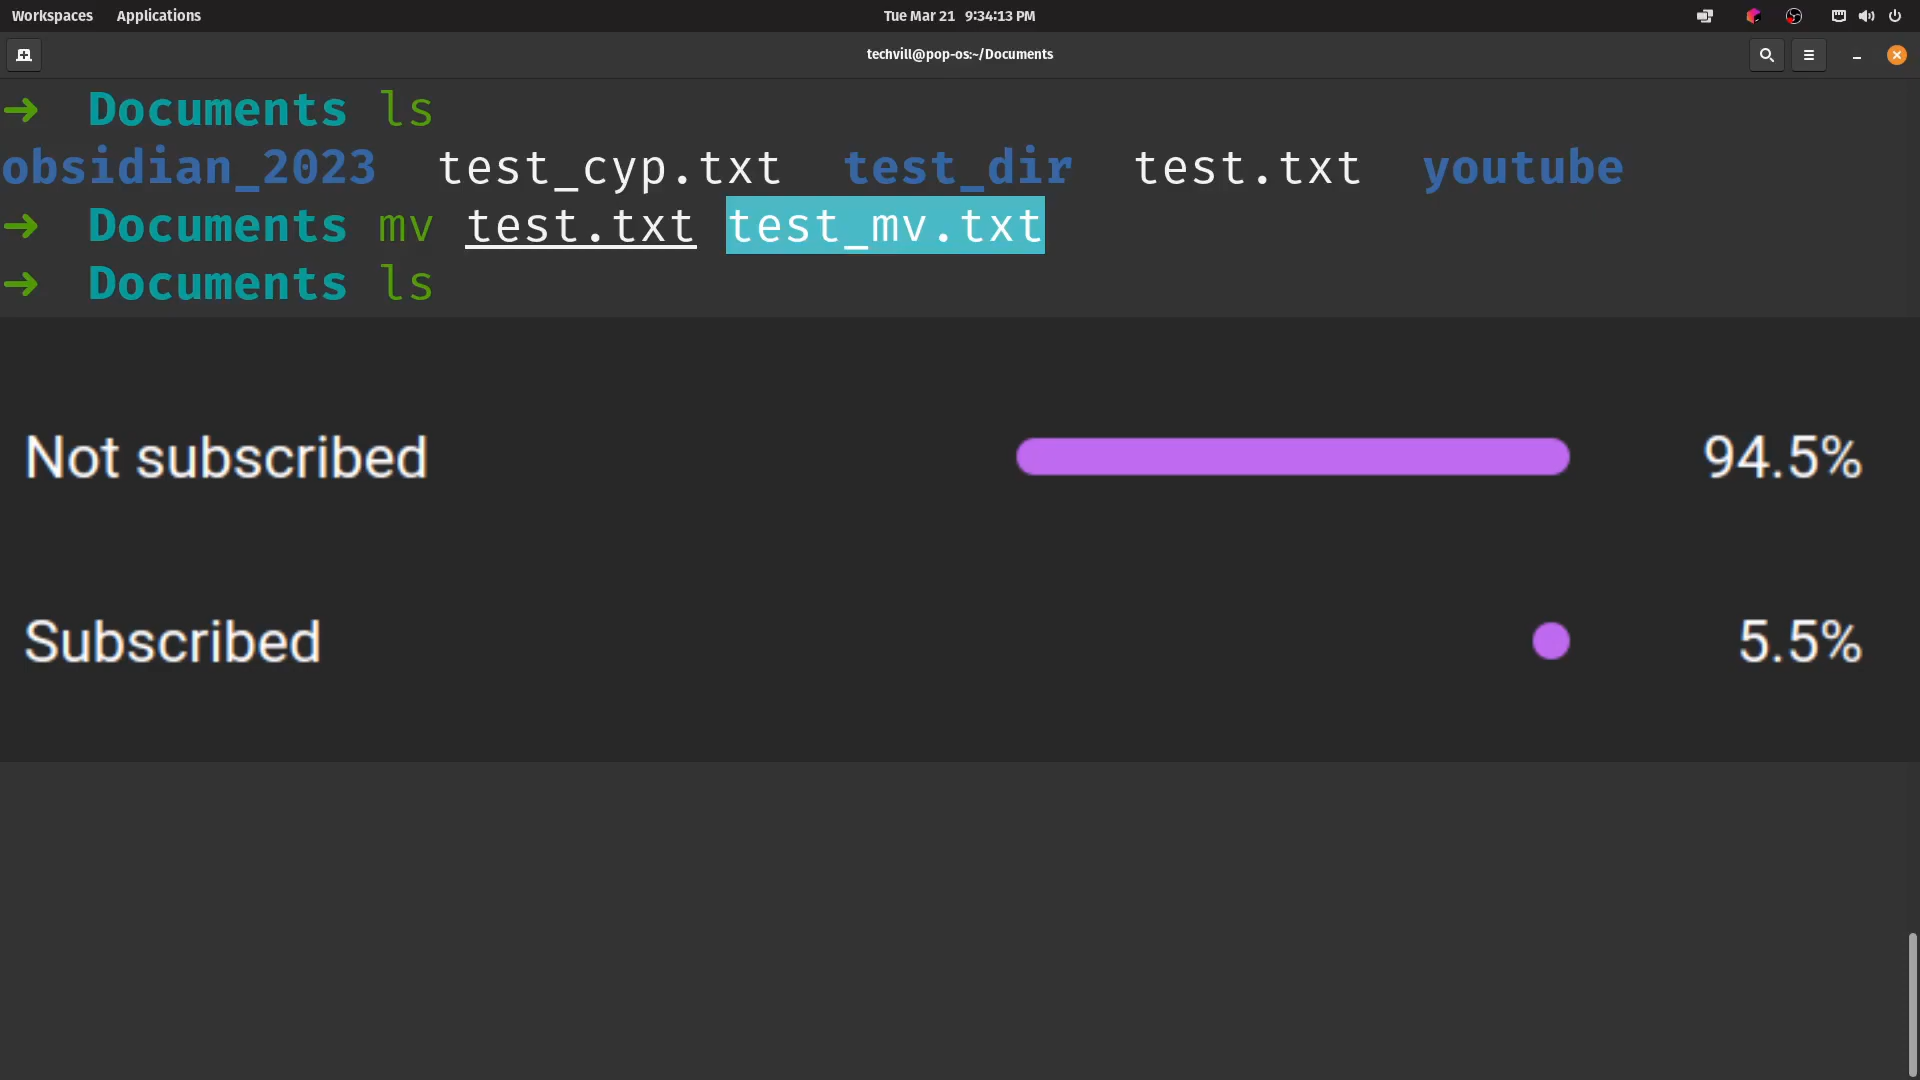 Workspaces Applications Tue Mar 21 9:34:13 PM
techvill@pop-os:~/Documents
➜ Documents ls
obsidian_2023 test_cyp.txt test_dir test.txt youtube
➜ Documents mv test.txt test_mv.txt
➜ Documents ls
Not subscribed 94.5%
Subscribed 5.5%